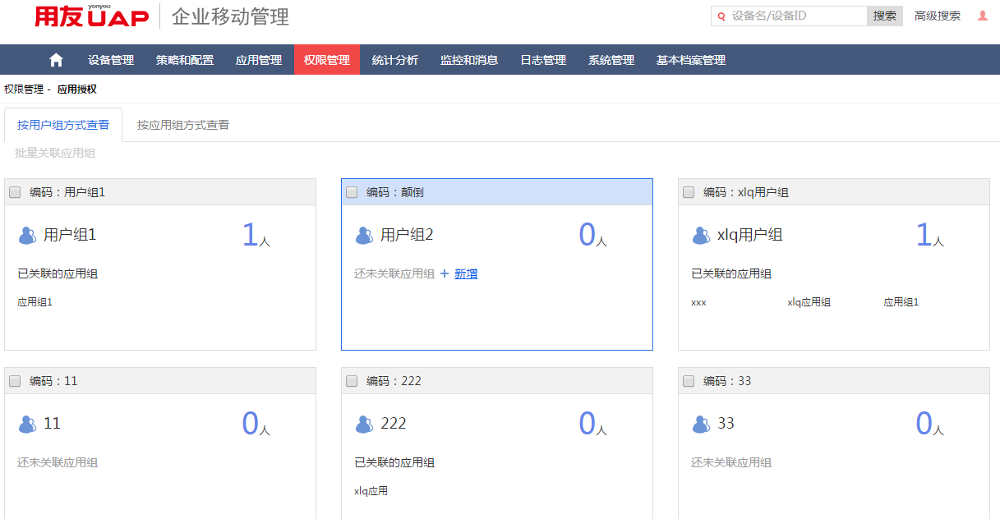 用友 yonyou UAP 企业移动管理 设备名/设备ID 搜索 高级搜索
设备管理 策略和配置 应用管理 权限管理 统计分析 监控和消息 日志管理 系统管理 基本档案管理
权限管理 - 应用授权
按用户组方式查看 按应用组方式查看
批量关联应用组
编码：用户组1 编码：颠倒 编码：xlq用户组
用户组1 1人 用户组2 0人 xlq用户组 1人
已关联的应用组 还未关联应用组 + 新增 已关联的应用组
应用组1 xxx xlq应用组 应用组1
编码：11 编码：222 编码：33
11 0人 222 0人 33 0人
还未关联应用组 已关联的应用组 还未关联应用组
xlq应用